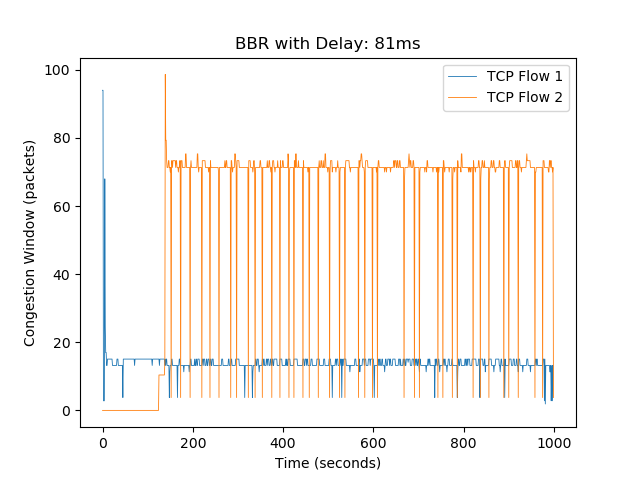 BBR with Delay: 81ms
TCP Flow 1
TCP Flow 2
100
80
60
40
20
0
Congestion Window (packets)
0 200 400 600 800 1000
Time (seconds)